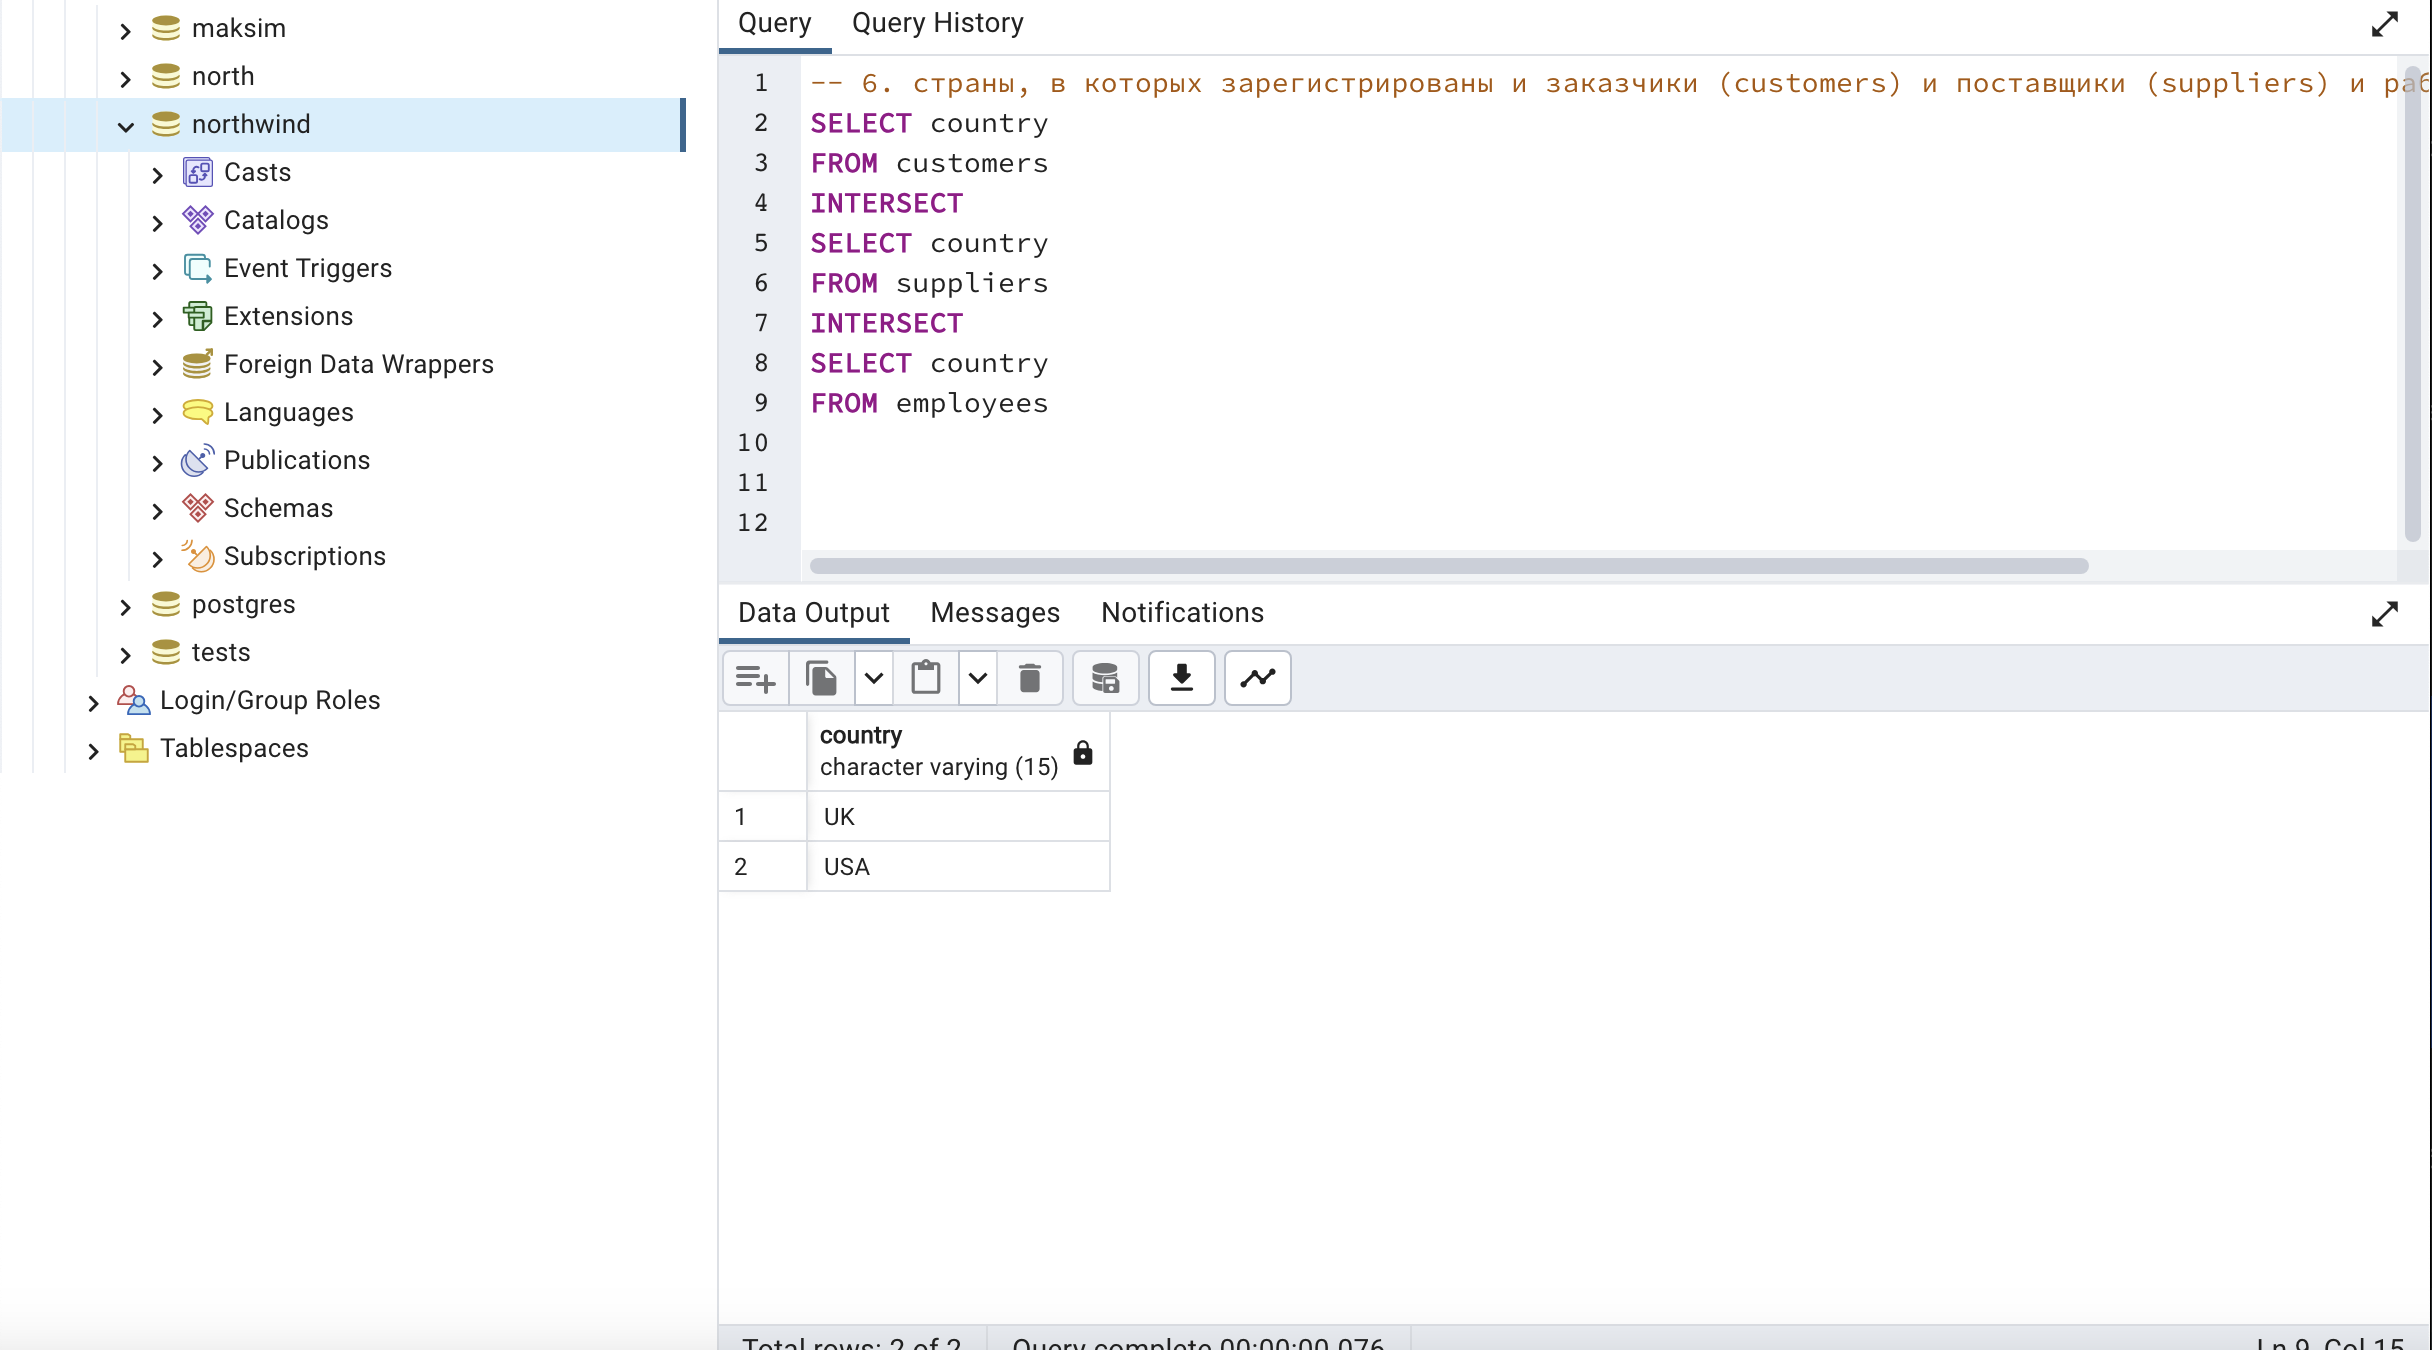 maksim
north
northwind
Casts
Catalogs
Event Triggers
Extensions
Foreign Data Wrappers
Languages
Publications
Schemas
Subscriptions
postgres
tests
Login/Group Roles
Tablespaces
Query Query History
1 -- 6. страны, в которых зарегистрированы и заказчики (customers) и поставщики (suppliers) и раб
2 SELECT country
3 FROM customers
4 INTERSECT
5 SELECT country
6 FROM suppliers
7 INTERSECT
8 SELECT country
9 FROM employees
10
11
12
Data Output Messages Notifications
country
character varying (15)
1 UK
2 USA
Total rows: 2 of 2 Query complete 00:00:00.076 Ln 9, Col 15